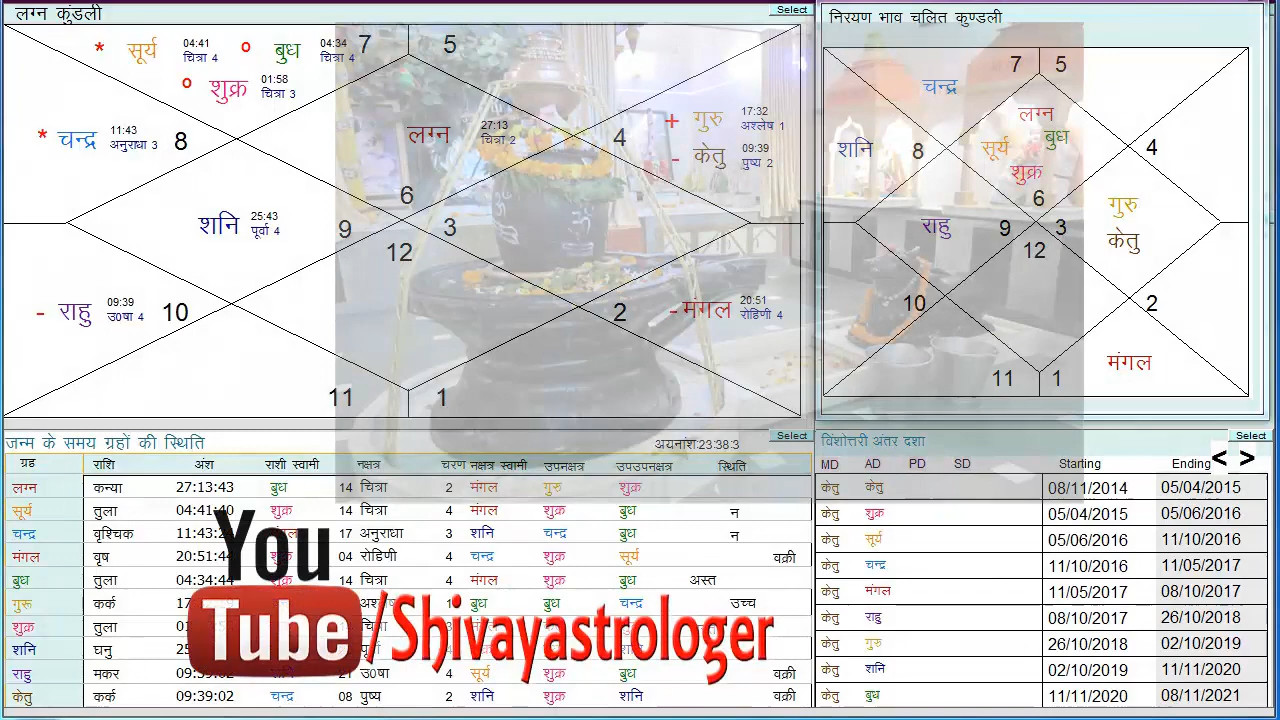 लग्न कुंडली
Select
* सूर्य 04:41 चित्रा 4
० बुध 04:34 चित्रा 4
० शुक्र 01:58 चित्रा 3
7
5
* चन्द्र 11:43 अनुराधा 3
8
लग्न 27:13 चित्रा 2
4
+ गुरु 17:32 अश्लेष 1
- केतु 09:39 पुष्य 2
6
शनि 25:43 पूर्वा 4
9
3
12
- राहु 09:39 उ०षा 4
10
2
-मंगल 20:51 रोहिणी 4
11
1
निरयण भाव चलित कुण्डली
7
5
चन्द्र
लग्न
शनि
8
सूर्य
बुध
4
शुक्र
6
गुरु
राहु
9
3
केतु
12
10
2
मंगल
11
1
जन्म के समय ग्रहों की स्थिति
अयनांश:23:38:3
Select
ग्रह राशि अंश राशी स्वामी नक्षत्र चरण नक्षत्र स्वामी उपनक्षत्र उपउपनक्षत्र स्थिति
लग्न कन्या 27:13:43 बुध 14 चित्रा 2 मंगल गुरु शुक्र
सूर्य तुला 04:41:40 शुक्र 14 चित्रा 4 मंगल शुक्र बुध न
चन्द्र वृश्चिक 17 अनुराधा 3 शनि चन्द्र बुध न
मंगल वृष 20:51:44 04 रोहिणी 4 चन्द्र शुक्र सूर्य वक्री
बुध तुला 04:34:44 शुक्र 14 चित्रा 4 मंगल शुक्र बुध अस्त
गुरू कर्क बुध बुध चन्द्र उच्च
शुक्र तुला
शनि धनु
राहु मकर उ०षा 4 सूर्य शुक्र बुध वक्री
केतु कर्क 09:39:02 चन्द्र 08 पुष्य 2 शनि शुक्र शनि वक्री
विंशोत्तरी अंतर दशा
Select
MD AD PD SD Starting Ending < >
केतु केतु 08/11/2014 05/04/2015
केतु शुक्र 05/04/2015 05/06/2016
केतु सूर्य 05/06/2016 11/10/2016
केतु चन्द्र 11/10/2016 11/05/2017
केतु मंगल 11/05/2017 08/10/2017
केतु राहु 08/10/2017 26/10/2018
केतु गुरु 26/10/2018 02/10/2019
केतु शनि 02/10/2019 11/11/2020
केतु बुध 11/11/2020 08/11/2021
You
Tube/Shivayastrologer